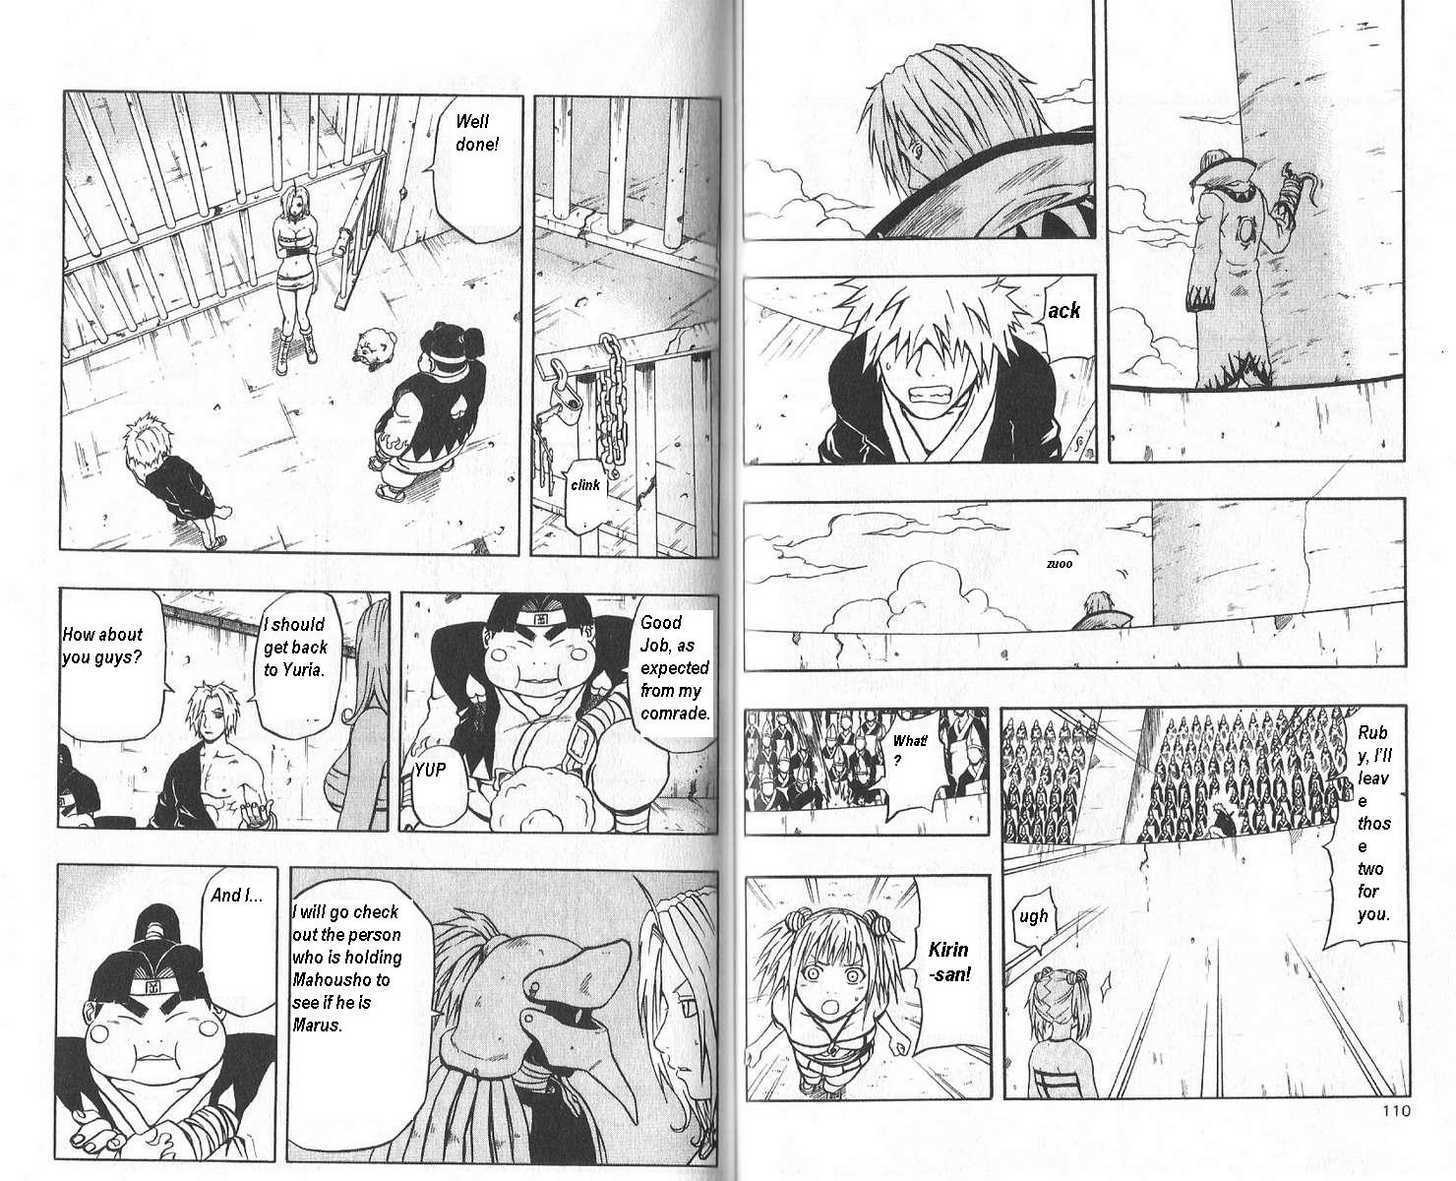 ack
zuoo
Rub
y, I'll
leav
e
thos
e
two
for
you.
ugh
What!
?
Kirin
-san!
110
clink
Well
done!
Good
Job, as
expected
from my
comrade.
YUP
I should
get back
to Yuria.
How about
you guys?
I will go check
out the person
who is holding
Mahousho to
see if he is
Marus.
And I...